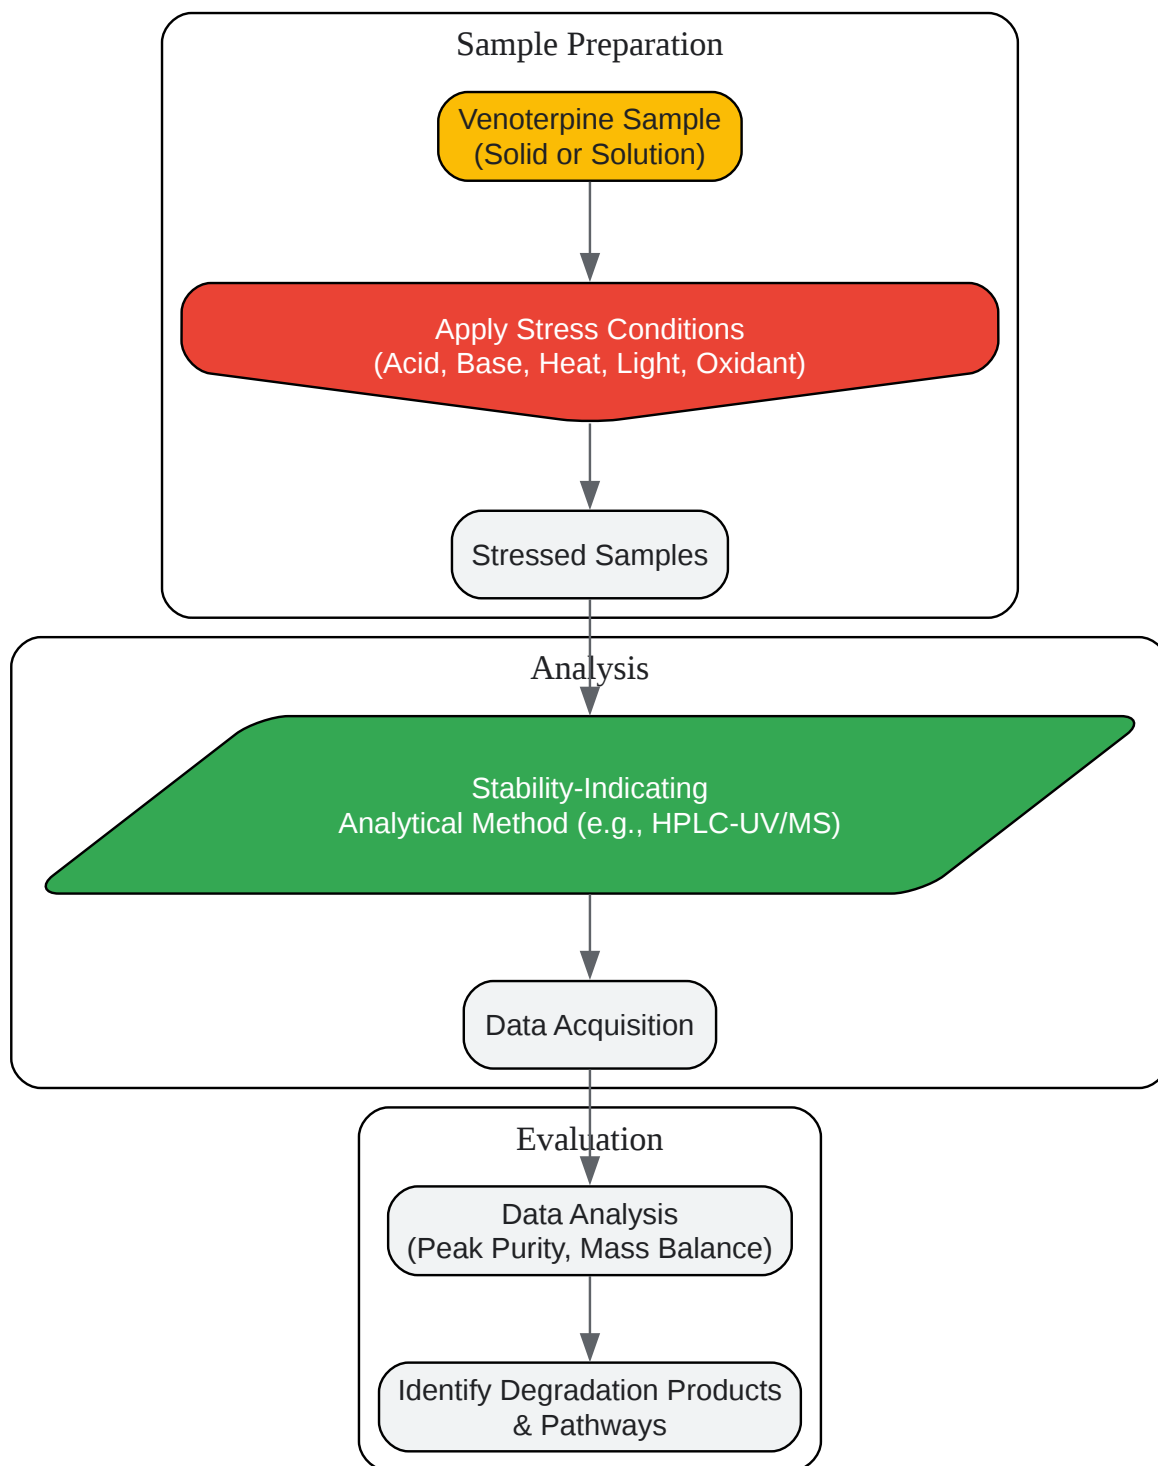 Sample Preparation
Venoterpine Sample
(Solid or Solution)
Apply Stress Conditions
(Acid, Base, Heat, Light, Oxidant)
Stressed Samples
Analysis
Stability-Indicating
Analytical Method (e.g., HPLC-UV/MS)
Data Acquisition
Evaluation
Data Analysis
(Peak Purity, Mass Balance)
Identify Degradation Products
& Pathways